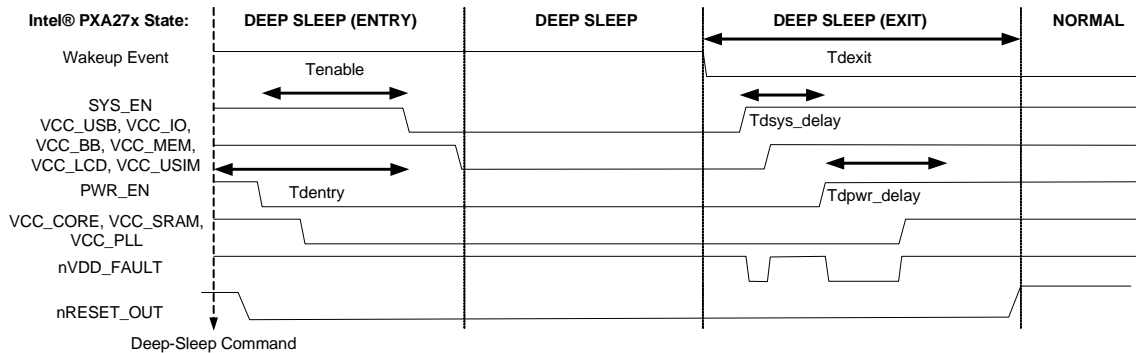 Intel® PXA27x State: DEEP SLEEP (ENTRY) DEEP SLEEP DEEP SLEEP (EXIT) NORMAL
Wakeup Event Tdexit
Tenable
SYS_EN
VCC_USB, VCC_IO, Tdsys_delay
VCC_BB, VCC_MEM,
VCC_LCD, VCC_USIM
PWR_EN Tdentry Tdpwr_delay
VCC_CORE, VCC_SRAM,
VCC_PLL
nVDD_FAULT
nRESET_OUT
Deep-Sleep Command